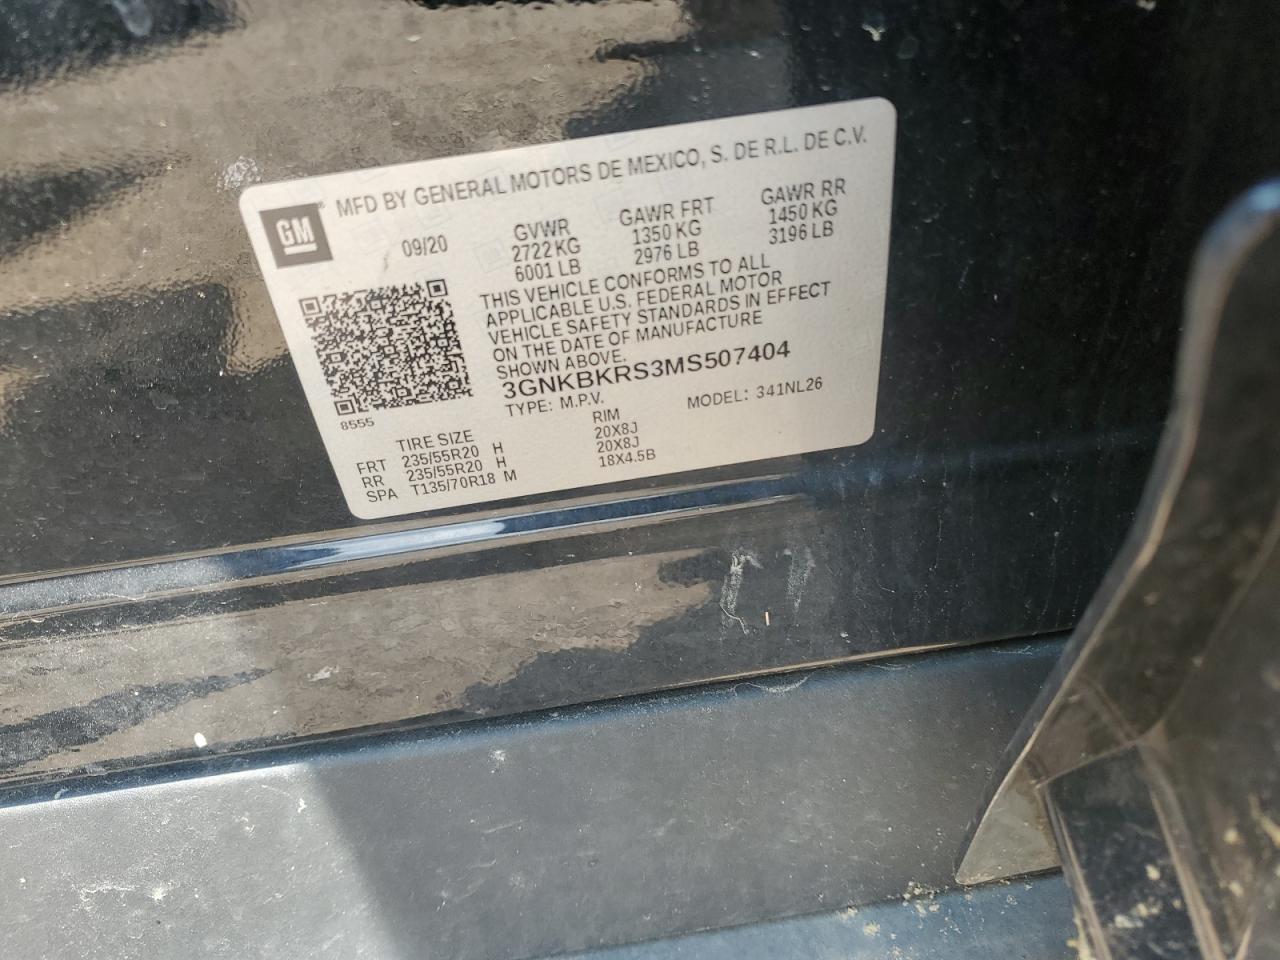 MFD BY GENERAL MOTORS DE MEXICO, S. DE R.L. DE C.V.
GM
09/20
GVWR GAWR FRT GAWR RR
2722 KG 1350 KG 1450 KG
6001 LB 2976 LB 3196 LB
THIS VEHICLE CONFORMS TO ALL
APPLICABLE U.S. FEDERAL MOTOR
VEHICLE SAFETY STANDARDS IN EFFECT
ON THE DATE OF MANUFACTURE
SHOWN ABOVE.
3GNKBKRS3MS507404
TYPE: M.P.V. MODEL: 341NL26
8555
TIRE SIZE RIM
FRT 235/55R20 H 20X8J
RR 235/55R20 H 20X8J
SPA T135/70R18 M 18X4.5B